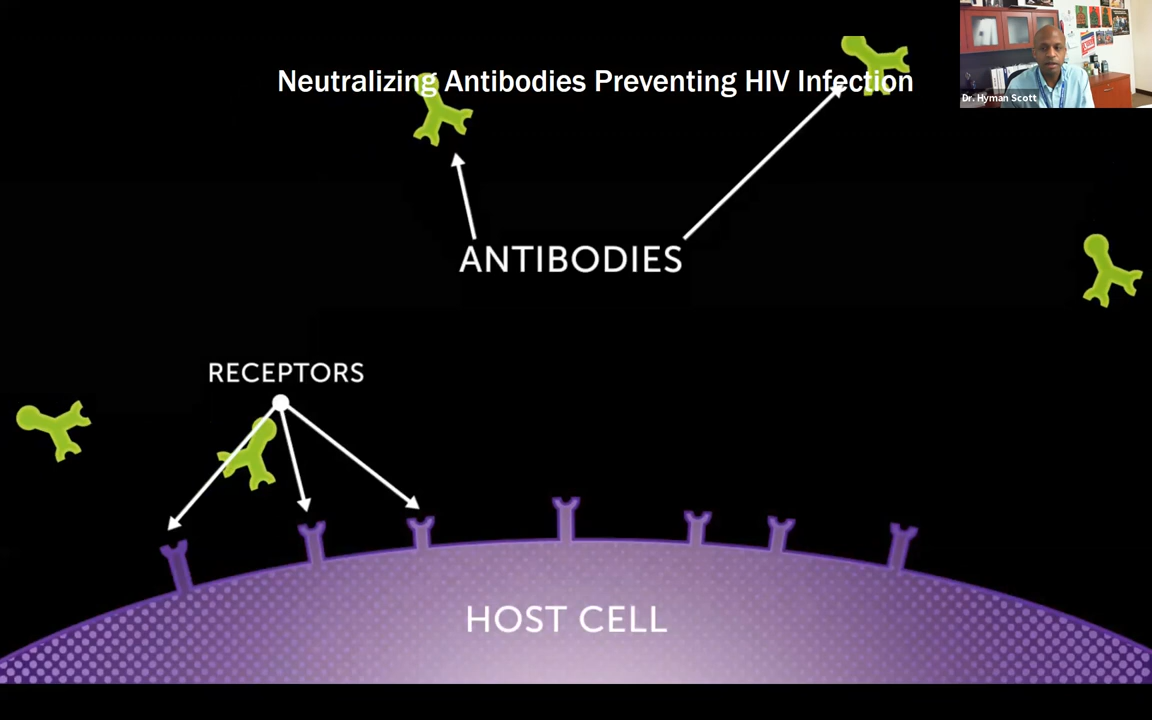 Neutralizing Antibodies Preventing HIV Infection
Dr. Hyman Scott
ANTIBODIES
RECEPTORS
HOST CELL